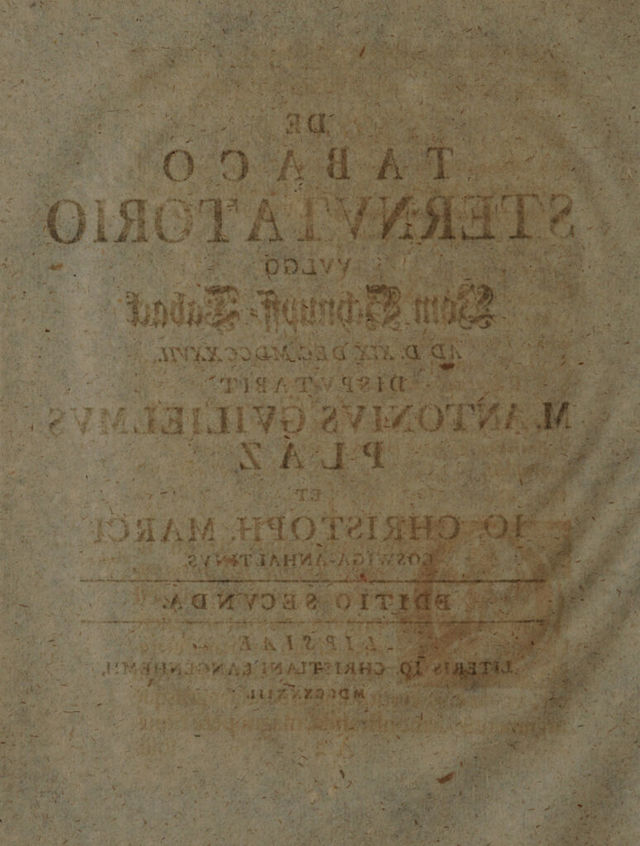 DE
TABACO
STERNVTATORIO
VVLGO
Vom Schnupff-Taback
AD D. XIX DEC. MDCCXXVII.
DISPVTABIT
M. ANTONIVS GVILIELMVS
PLAZ
ET
IO. CHRISTOPH. MARCI
COSWIGA-ANHALTINVS.
EDITIO SECVNDA.
LIPSIAE
LITERIS IO. CHRISTIANI LANGENHEMII,